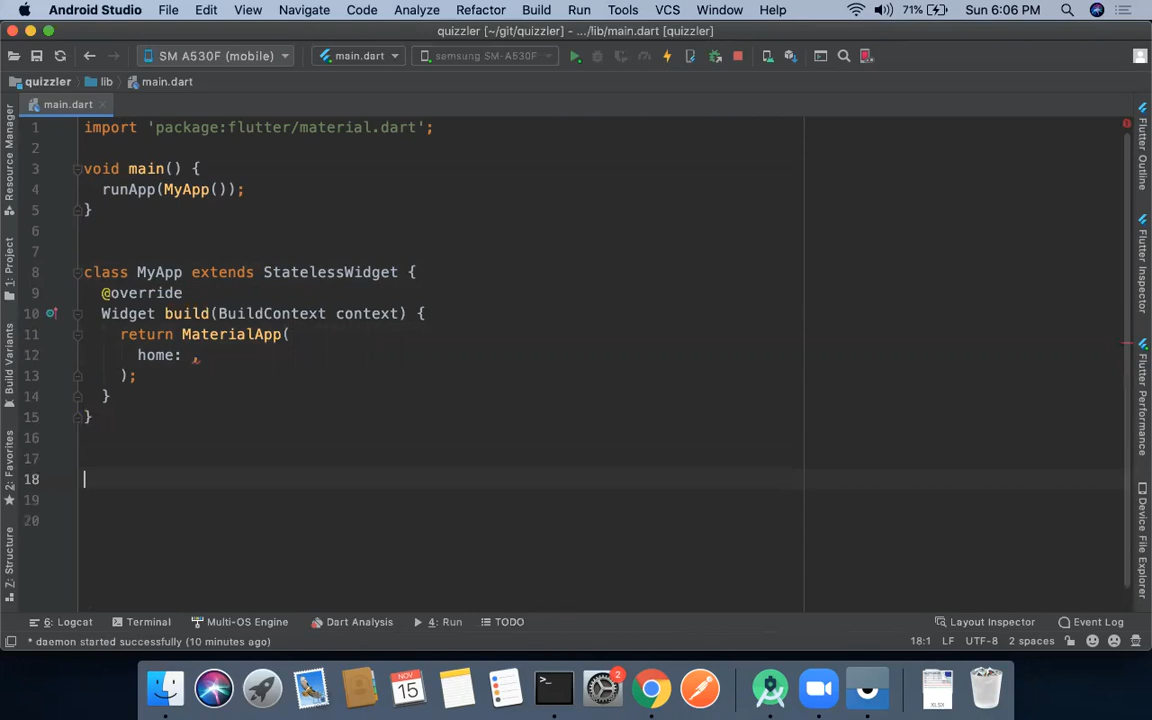 Android Studio File Edit View Navigate Code Analyze Refactor Build Run Tools VCS Window Help 71% Sun 6:06 PM
quizzler [~/git/quizzler] - .../lib/main.dart [quizzler]
SM A530F (mobile) main.dart samsung SM-A530F
quizzler lib main.dart
main.dart
1 import 'package:flutter/material.dart';
2
3 void main() {
4 runApp(MyApp());
5 }
6
7
8 class MyApp extends StatelessWidget {
9 @override
10 Widget build(BuildContext context) {
11 return MaterialApp(
12 home: ,
13 );
14 }
15 }
16
17
18
19
20
Resource Manager
1: Project
Build Variants
2: Favorites
7: Structure
Flutter Outline
Flutter Inspector
Flutter Performance
Device File Explorer
6: Logcat Terminal Multi-OS Engine Dart Analysis 4: Run TODO Layout Inspector Event Log
* daemon started successfully (10 minutes ago) 18:1 LF UTF-8 2 spaces
NOV
15
2
XLSX